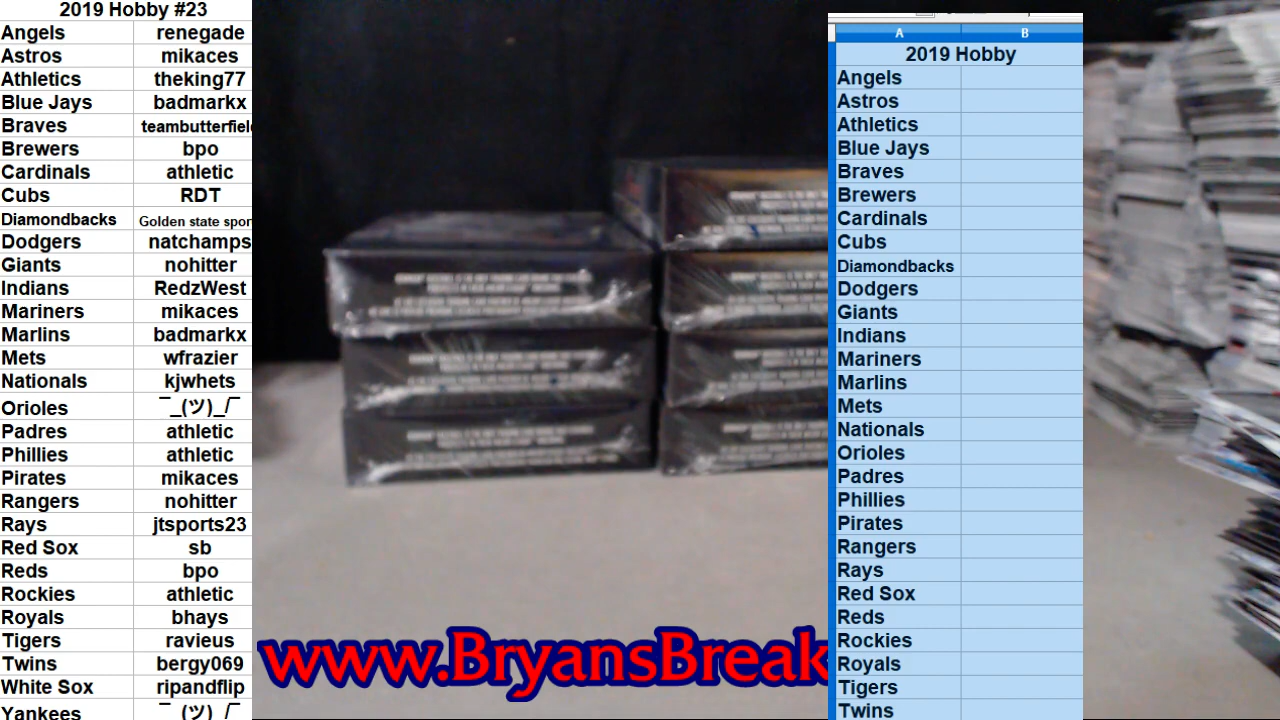 2019 Hobby #23
Angels renegade
Astros mikaces
Athletics theking77
Blue Jays badmarkx
Braves teambutterfiel
Brewers bpo
Cardinals athletic
Cubs RDT
Diamondbacks Golden state spor
Dodgers natchamps
Giants nohitter
Indians RedzWest
Mariners mikaces
Marlins badmarkx
Mets wfrazier
Nationals kjwhets
Orioles ¯_(ツ)_/¯
Padres athletic
Phillies athletic
Pirates mikaces
Rangers nohitter
Rays jtsports23
Red Sox sb
Reds bpo
Rockies athletic
Royals bhays
Tigers ravieus
Twins bergy069
White Sox ripandflip
Yankees ¯_(ツ)_/¯
www.BryansBreak
A B
2019 Hobby
Angels
Astros
Athletics
Blue Jays
Braves
Brewers
Cardinals
Cubs
Diamondbacks
Dodgers
Giants
Indians
Mariners
Marlins
Mets
Nationals
Orioles
Padres
Phillies
Pirates
Rangers
Rays
Red Sox
Reds
Rockies
Royals
Tigers
Twins